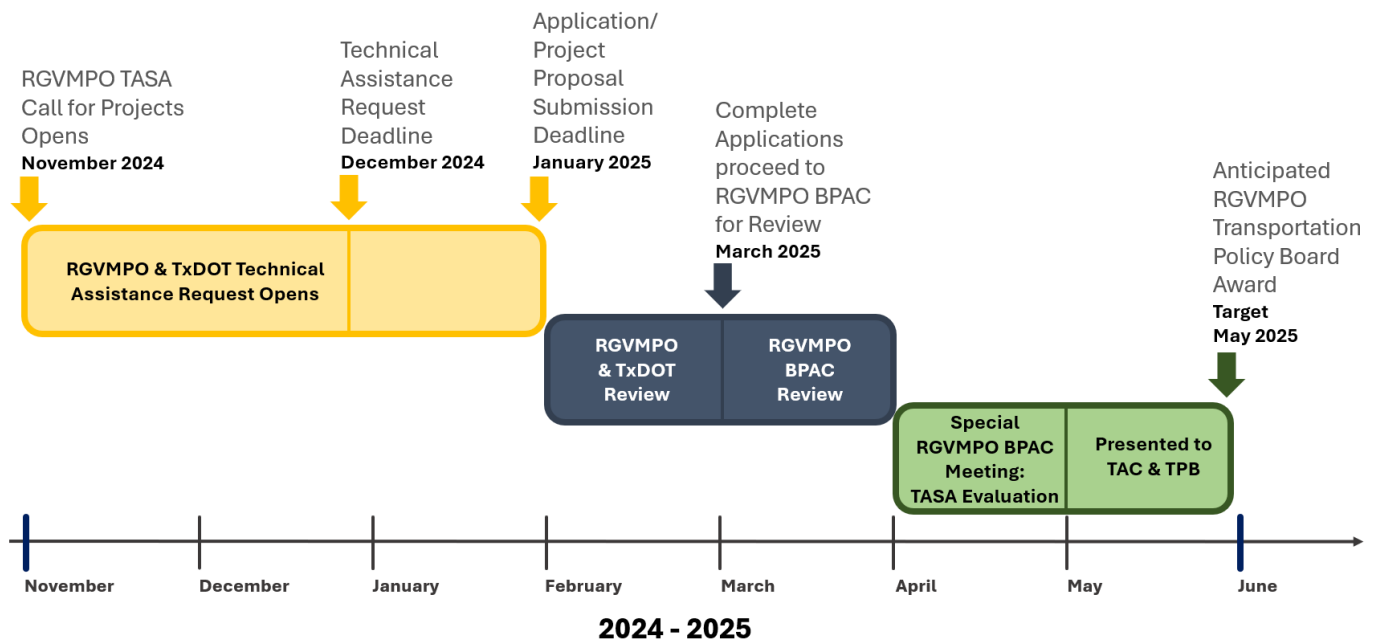 RGVMPO TASA
Call for Projects
Opens
November 2024
Technical
Assistance
Request
Deadline
December 2024
Application/
Project
Proposal
Submission
Deadline
January 2025
Complete
Applications
proceed to
RGVMPO BPAC
for Review
March 2025
Anticipated
RGVMPO
Transportation
Policy Board
Award
Target
May 2025
RGVMPO & TxDOT Technical
Assistance Request Opens
RGVMPO
& TxDOT
Review
RGVMPO
BPAC
Review
Special
RGVMPO BPAC
Meeting:
TASA Evaluation
Presented to
TAC & TPB
November
December
January
February
March
April
May
June
2024 - 2025